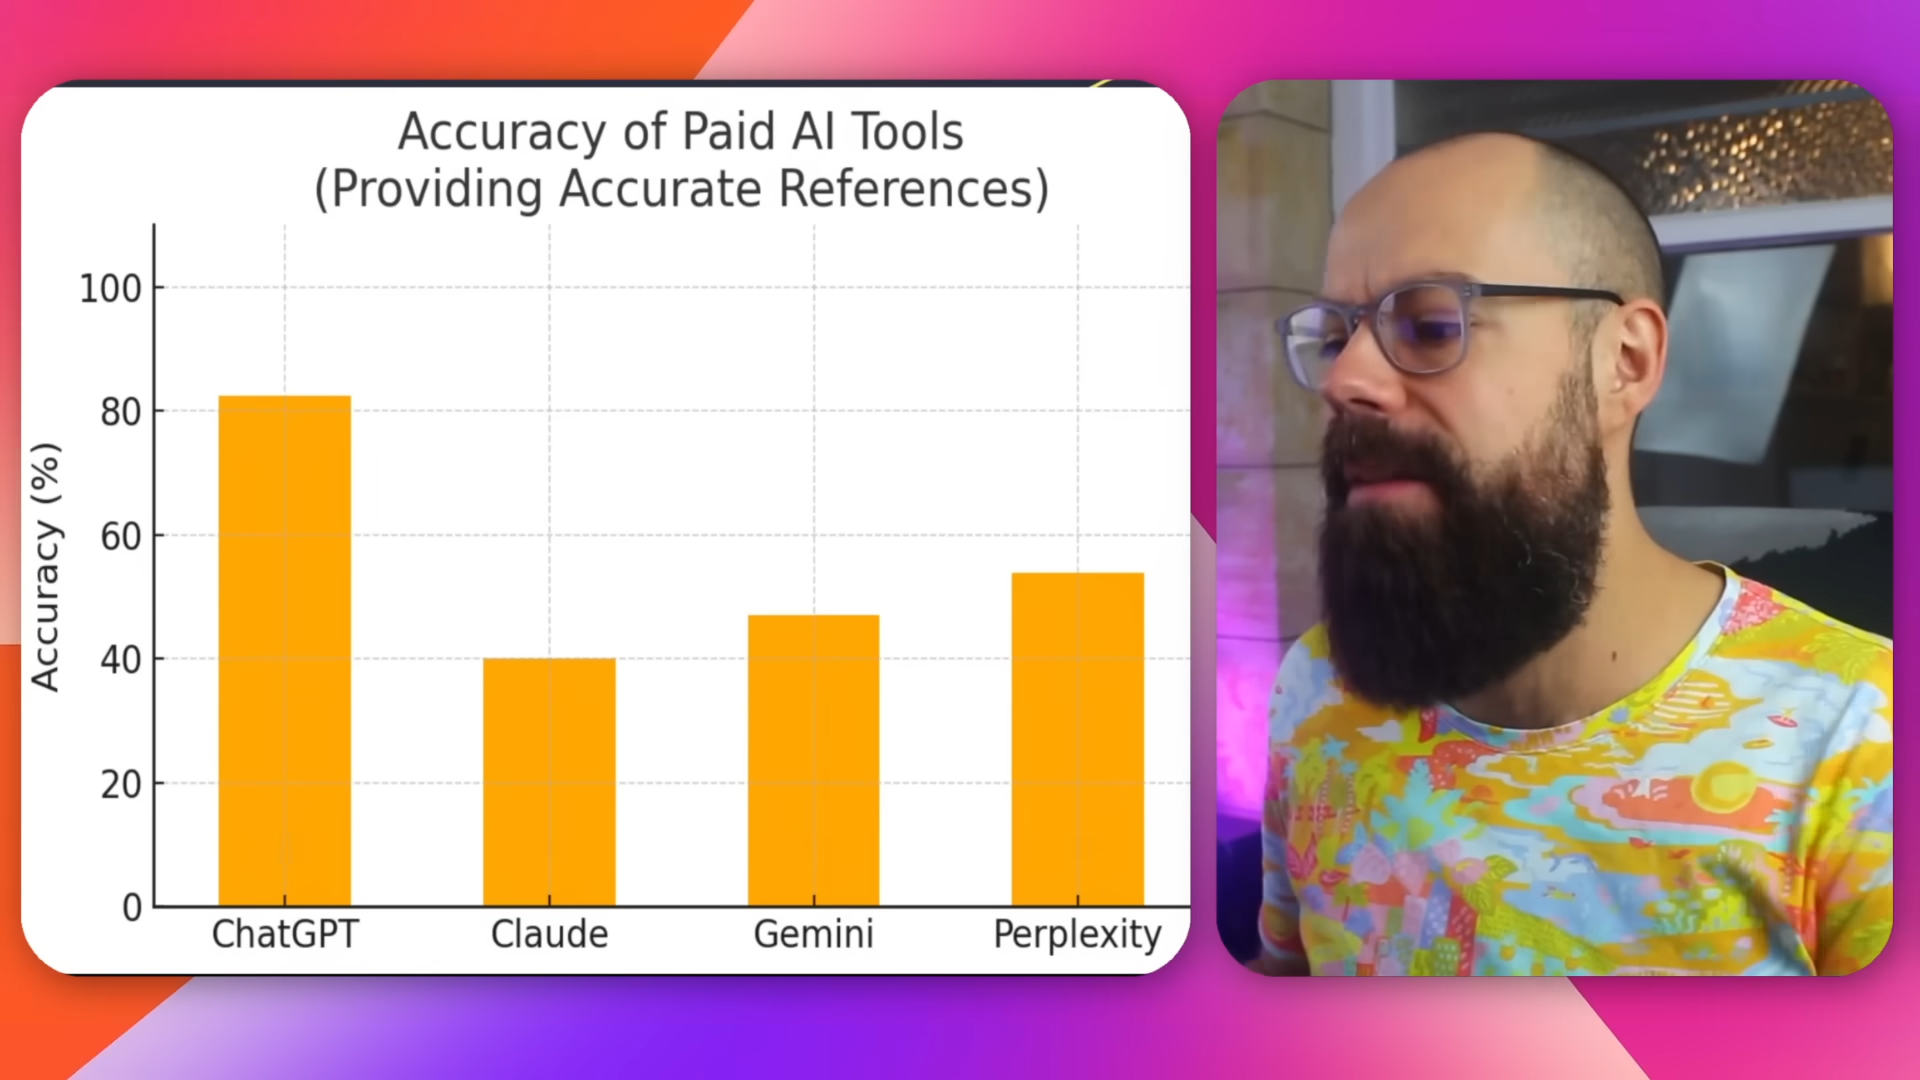 Accuracy of Paid AI Tools
(Providing Accurate References)
Accuracy (%)
100
80
60
40
20
0
ChatGPT
Claude
Gemini
Perplexity